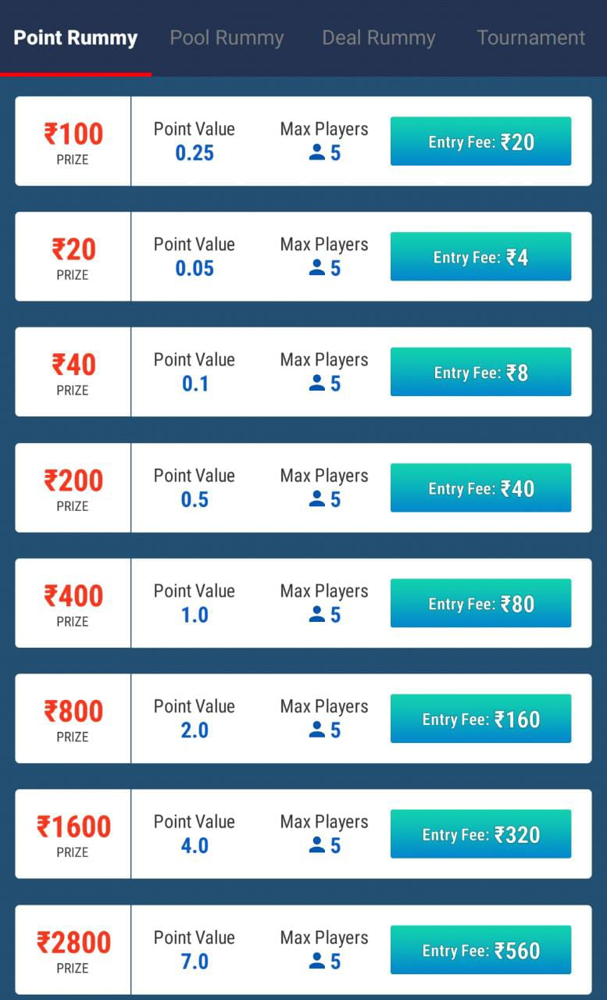 Point Rummy Pool Rummy Deal Rummy Tournament
₹100 Point Value Max Players Entry Fee: ₹20
PRIZE 0.25 5
₹20 Point Value Max Players Entry Fee: ₹4
PRIZE 0.05 5
₹40 Point Value Max Players Entry Fee: ₹8
PRIZE 0.1 5
₹200 Point Value Max Players Entry Fee: ₹40
PRIZE 0.5 5
₹400 Point Value Max Players Entry Fee: ₹80
PRIZE 1.0 5
₹800 Point Value Max Players Entry Fee: ₹160
PRIZE 2.0 5
₹1600 Point Value Max Players Entry Fee: ₹320
PRIZE 4.0 5
₹2800 Point Value Max Players Entry Fee: ₹560
PRIZE 7.0 5